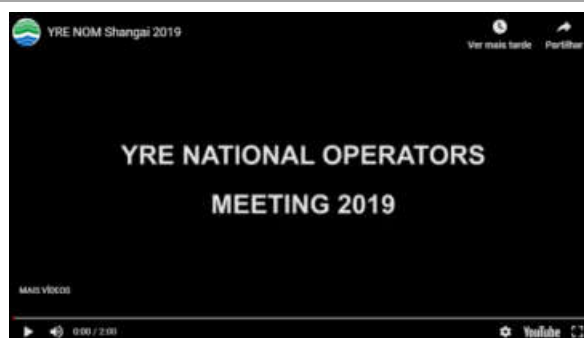 YRE NOM Shangai 2019
Ver mais tarde
Partilhar
YRE NATIONAL OPERATORS
MEETING 2019
MAIS VÍDEOS
0:00 / 2:00
YouTube